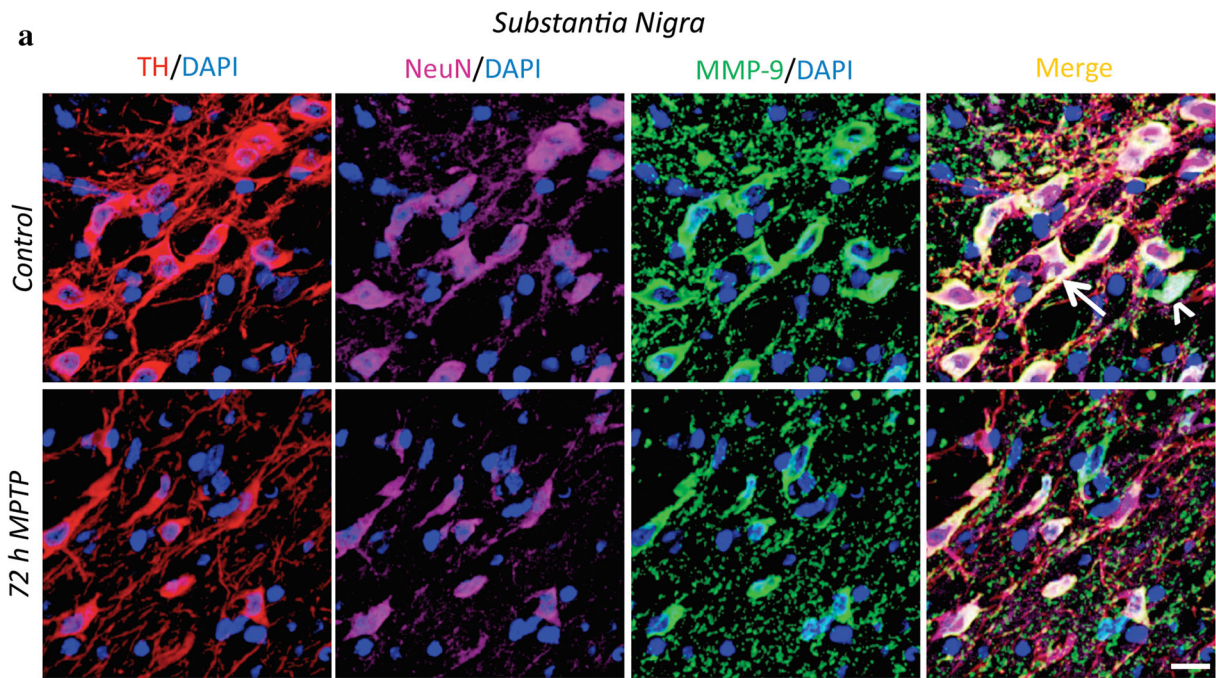 Substantia Nigra
a
TH/DAPI
NeuN/DAPI
MMP-9/DAPI
Merge
Control
72 h MPTP